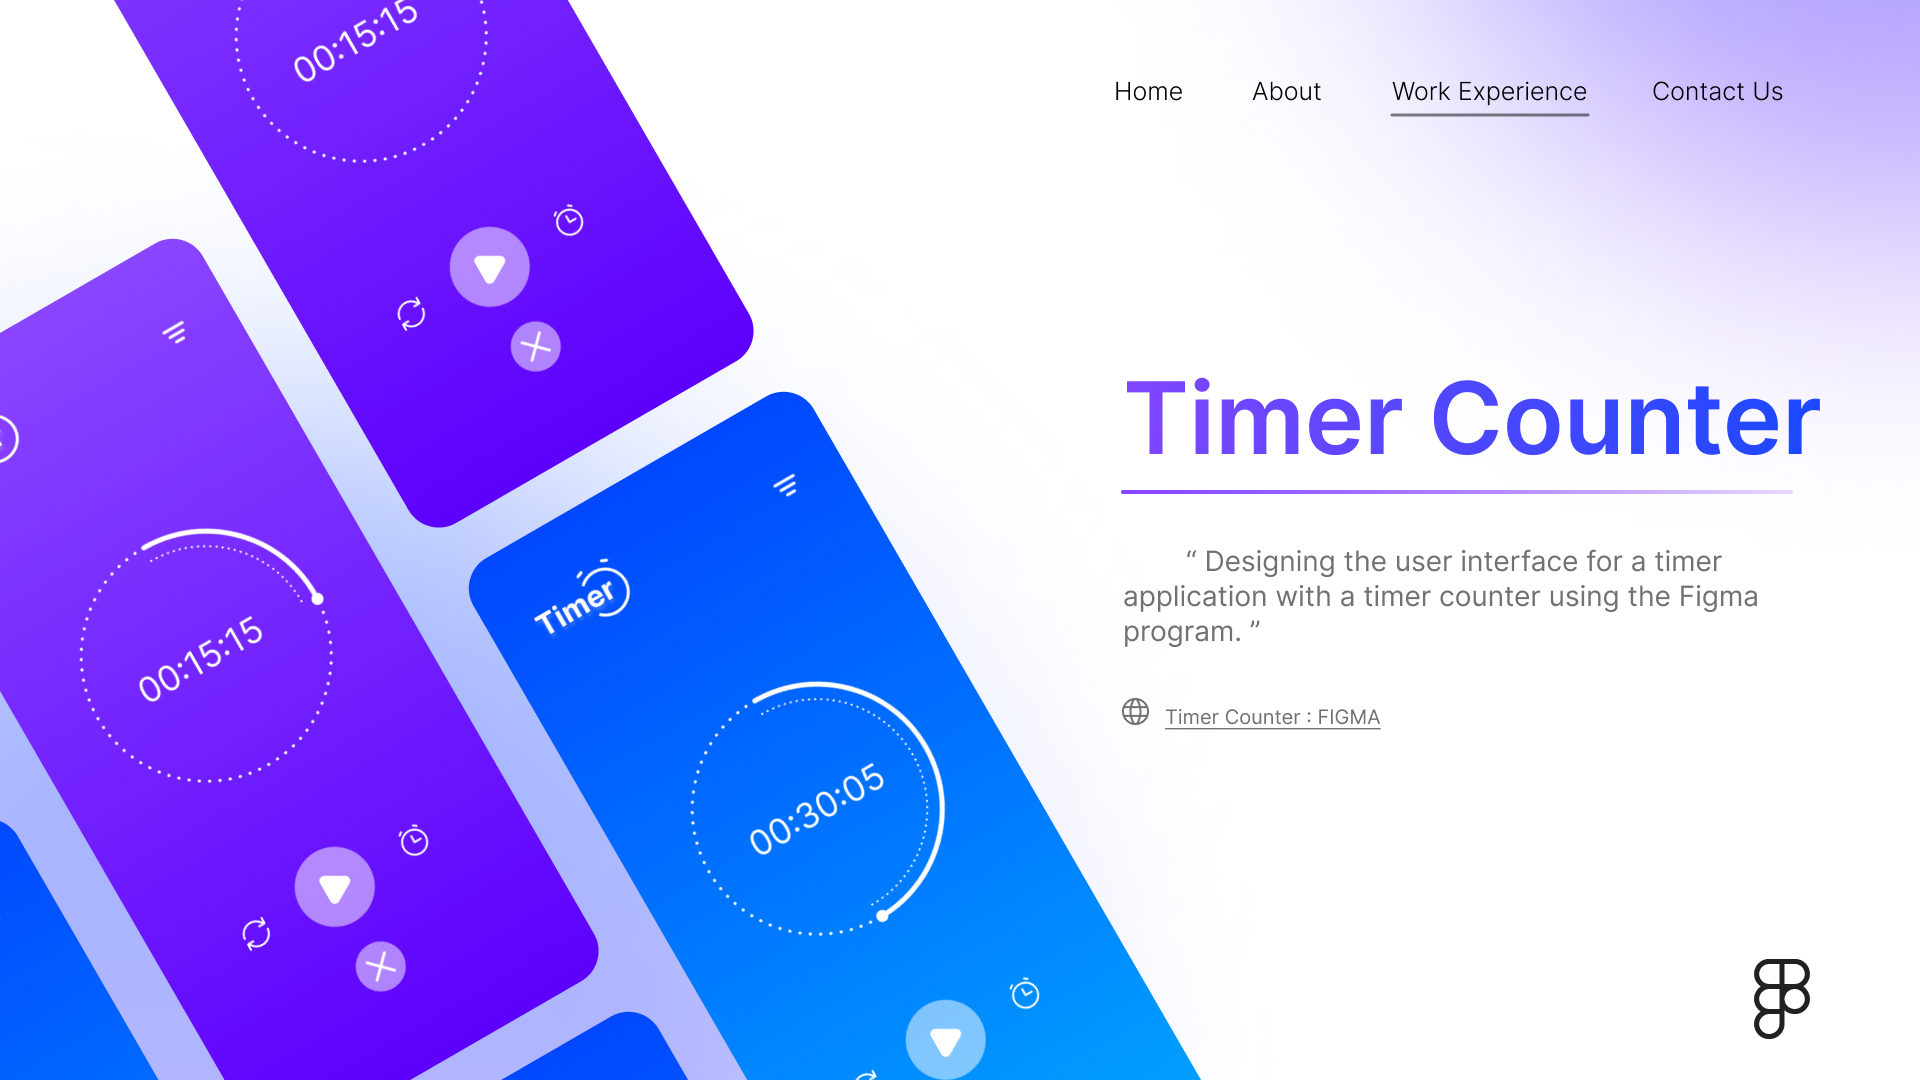 Home About Work Experience Contact Us
00:15:15
Timer Counter
“ Designing the user interface for a timer
application with a timer counter using the Figma
program. ”
Timer Counter : FIGMA
Timer
00:15:15
00:30:05